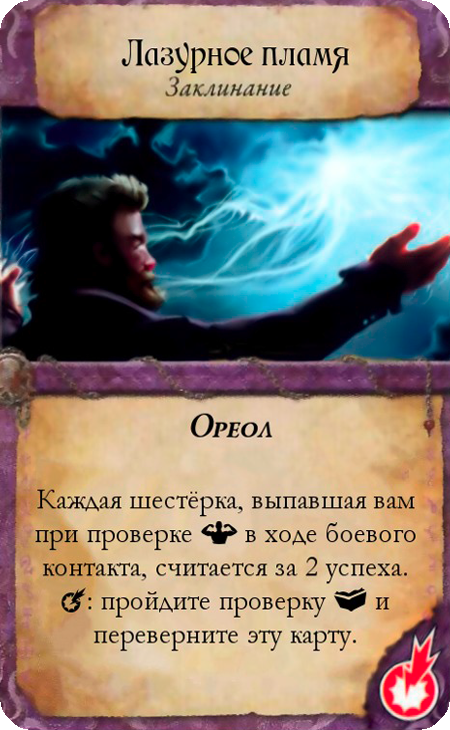 Лазурное пламя
Заклинание
Ореол
Каждая шестёрка, выпавшая вам
при проверке в ходе боевого
контакта, считается за 2 успеха.
: пройдите проверку и
переверните эту карту.